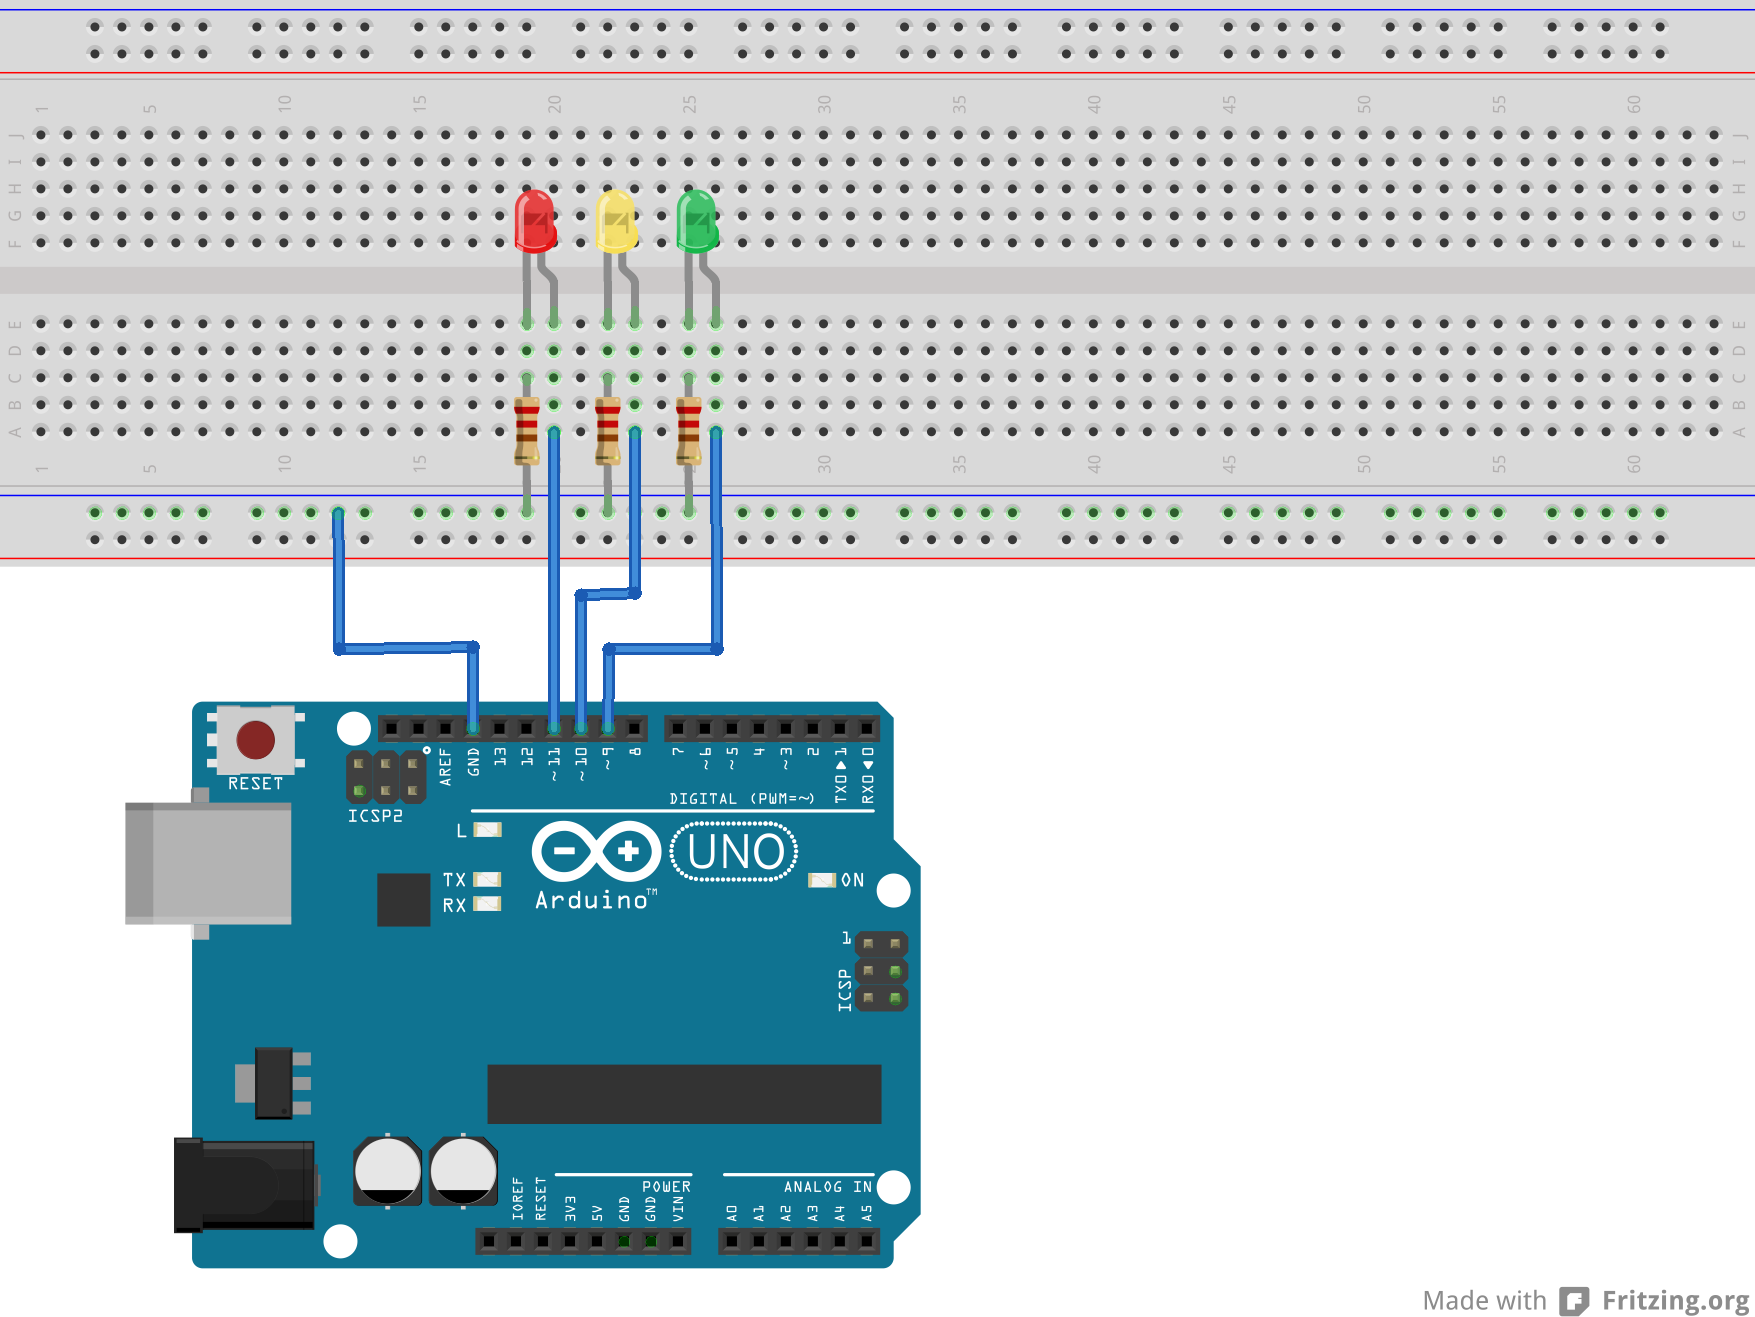 1 5 10 15 20 25 30 35 40 45 50 55 60
J J
I I
H H
G G
F F
E E
D D
C C
B B
A A
1 5 10 15 20 30 35 40 45 50 55 60
RESET
AREF GND 13 12 ~11 ~10 ~9 8 7 ~6 ~5 4 ~3 2 TX0▶1 RX0◀0
DIGITAL (PWM=~)
ICSP2
L
TX
RX
Arduino™
UNO
ON
1
ICSP
POWER
ANALOG IN
IOREF RESET 3V3 5V GND GND VIN A0 A1 A2 A3 A4 A5
Made with Fritzing.org